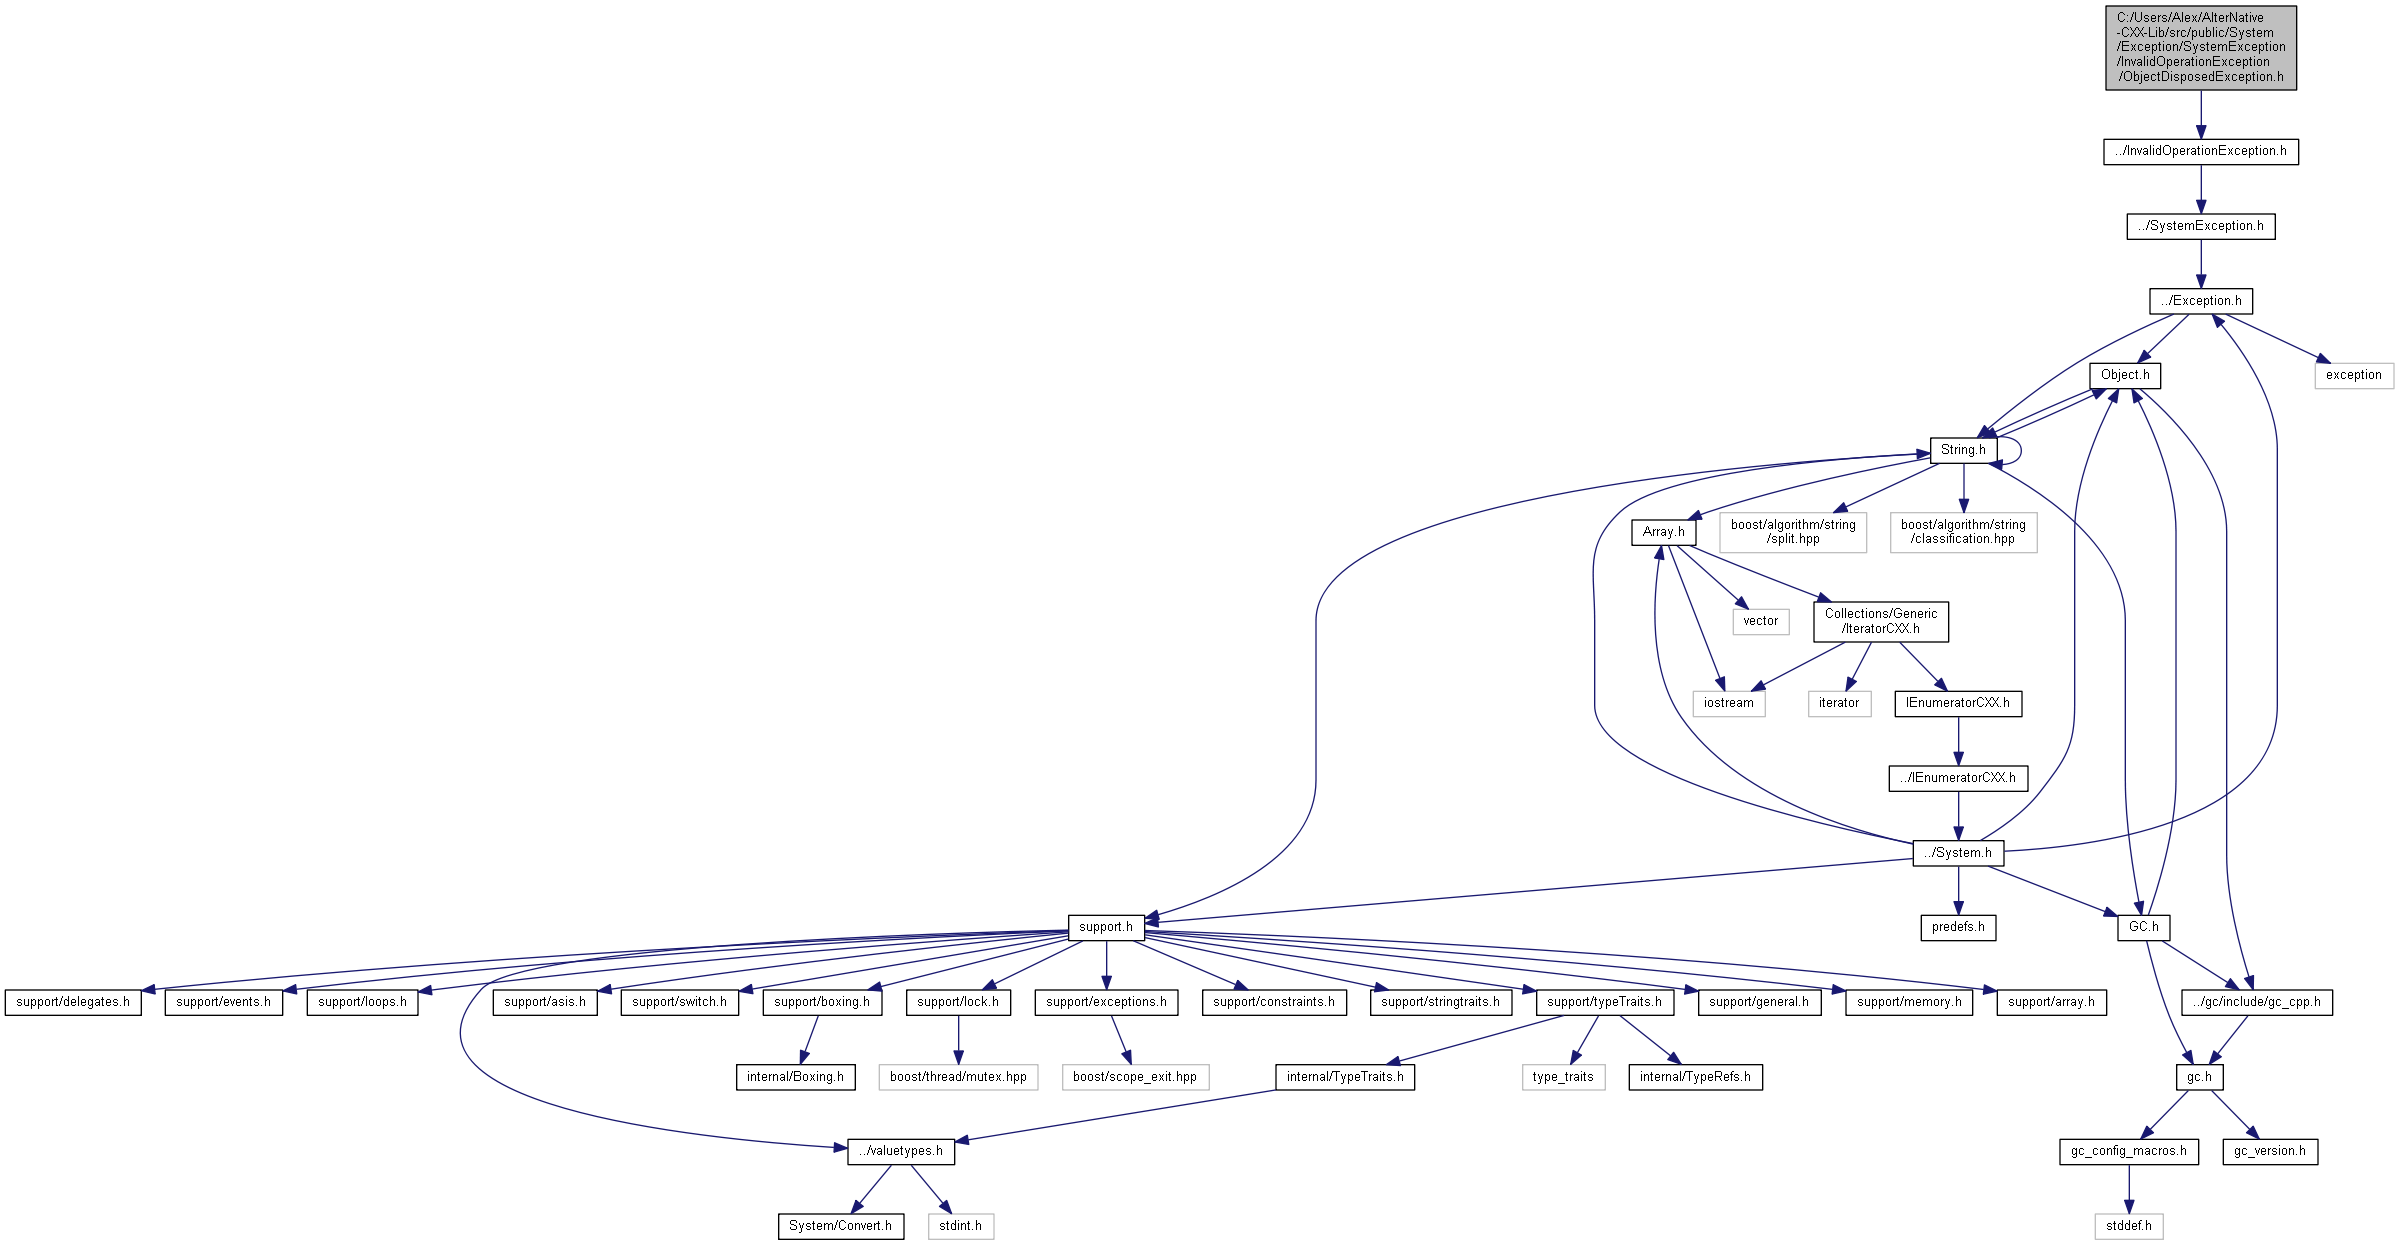 C:/Users/Alex/AlterNative
-CXX-Lib/src/public/System
/Exception/SystemException
/InvalidOperationException
/ObjectDisposedException.h
../InvalidOperationException.h
../SystemException.h
../Exception.h
Object.h
exception
String.h
Array.h
boost/algorithm/string
/split.hpp
boost/algorithm/string
/classification.hpp
vector
Collections/Generic
/IteratorCXX.h
iostream
iterator
IEnumeratorCXX.h
../IEnumeratorCXX.h
../System.h
support.h
predefs.h
GC.h
support/delegates.h
support/events.h
support/loops.h
support/asis.h
support/switch.h
support/boxing.h
support/lock.h
support/exceptions.h
support/constraints.h
support/stringtraits.h
support/typeTraits.h
support/general.h
support/memory.h
support/array.h
../gc/include/gc_cpp.h
internal/Boxing.h
boost/thread/mutex.hpp
boost/scope_exit.hpp
internal/TypeTraits.h
type_traits
internal/TypeRefs.h
gc.h
../valuetypes.h
gc_config_macros.h
gc_version.h
System/Convert.h
stdint.h
stddef.h